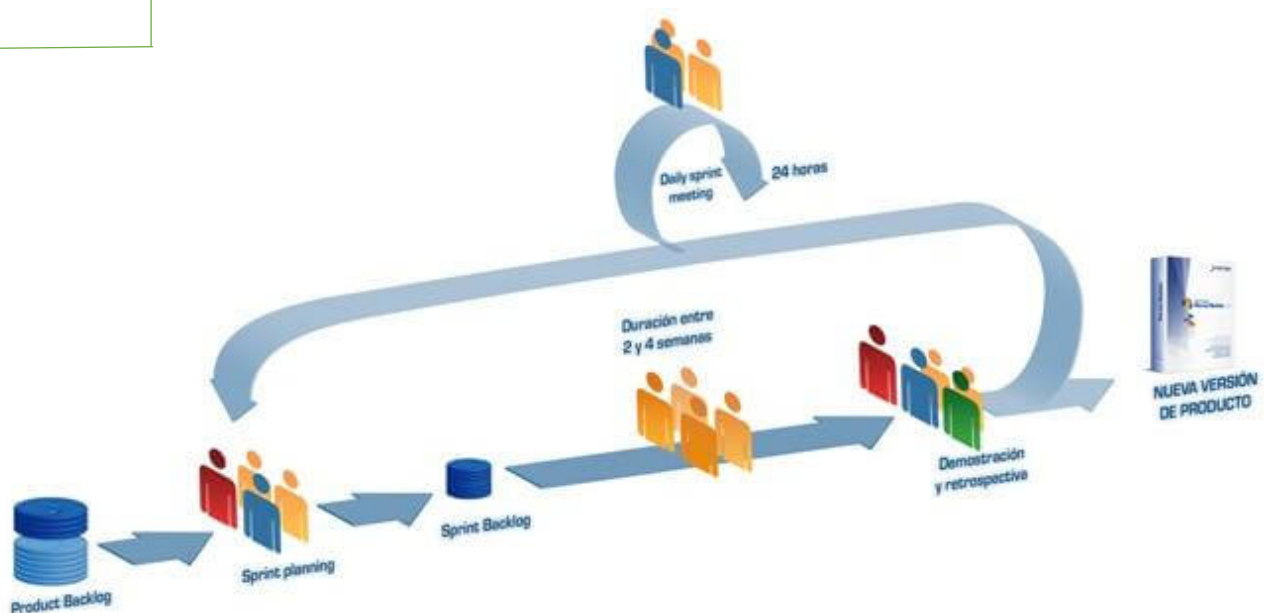 Daily sprint
meeting
24 horas
Duración entre
2 y 4 semanas
NUEVA VERSIÓN
DE PRODUCTO
Demostración
y retrospectiva
Sprint Backlog
Sprint planning
Product Backlog